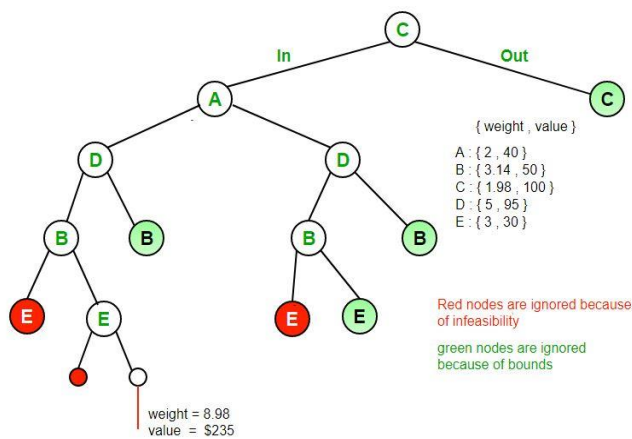 C
In
Out
A
C
{ weight , value }
A : { 2 , 40 }
B : { 3.14 , 50 }
C : { 1.98 , 100 }
D : { 5 , 95 }
E : { 3 , 30 }
D
D
B
B
B
B
E
E
E
E
Red nodes are ignored because
of infeasibility
green nodes are ignored
because of bounds
weight = 8.98
value = $235